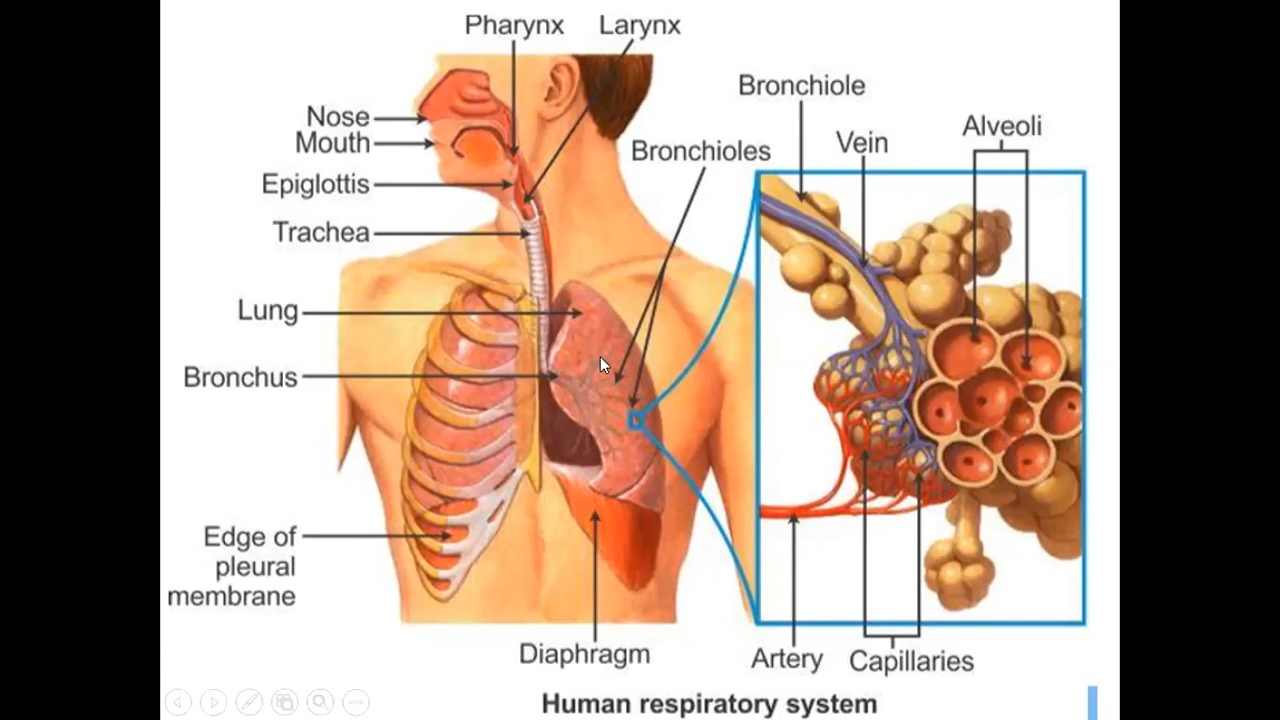 Pharynx
Larynx
Bronchiole
Nose
Mouth
Vein
Alveoli
Bronchioles
Epiglottis
Trachea
Lung
Bronchus
Edge of
pleural
membrane
Diaphragm
Artery
Capillaries
Human respiratory system